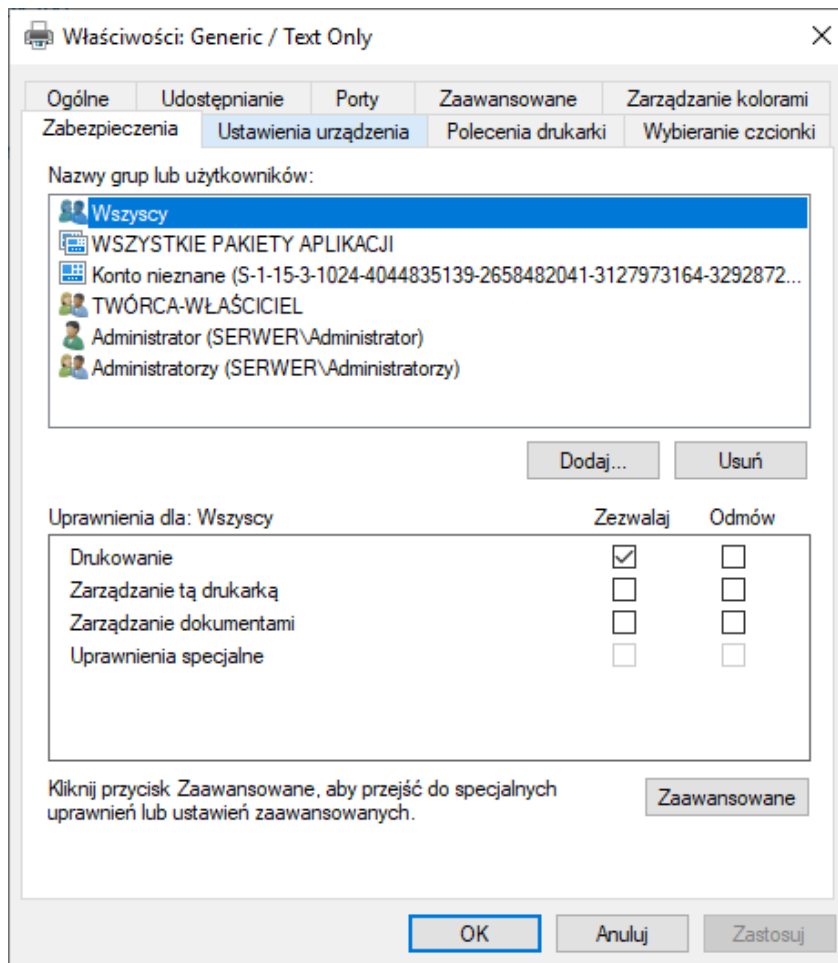 Właściwości: Generic / Text Only
Ogólne Udostępnianie Porty Zaawansowane Zarządzanie kolorami
Zabezpieczenia Ustawienia urządzenia Polecenia drukarki Wybieranie czcionki
Nazwy grup lub użytkowników:
Wszyscy
WSZYSTKIE PAKIETY APLIKACJI
Konto nieznane (S-1-15-3-1024-4044835139-2658482041-3127973164-3292872...
TWÓRCA-WŁAŚCICIEL
Administrator (SERWER\Administrator)
Administratorzy (SERWER\Administratorzy)
Dodaj... Usuń
Uprawnienia dla: Wszyscy Zezwalaj Odmów
Drukowanie
Zarządzanie tą drukarką
Zarządzanie dokumentami
Uprawnienia specjalne
Kliknij przycisk Zaawansowane, aby przejść do specjalnych
uprawnień lub ustawień zaawansowanych.
Zaawansowane
OK Anuluj Zastosuj